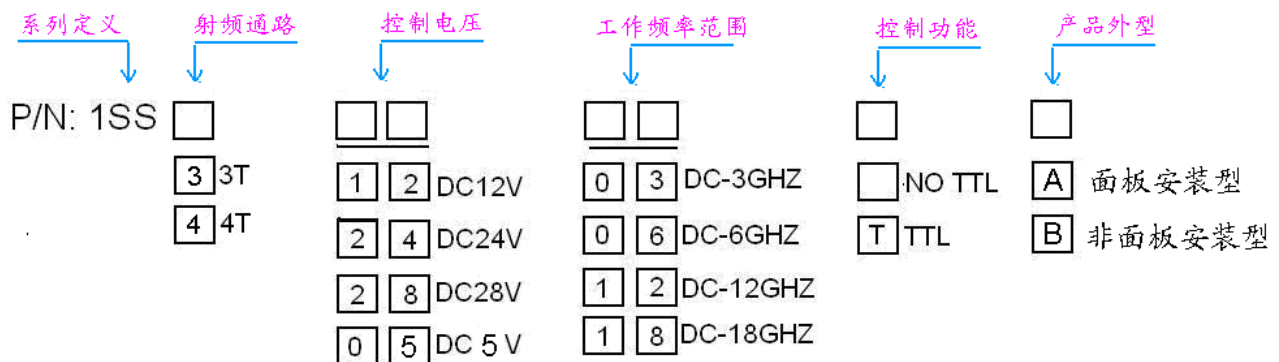 系列定义 射频通路 控制电压 工作频率范围 控制功能 产品外型
P/N: 1SS
3 3T 1 2 DC12V 0 3 DC-3GHZ NO TTL A 面板安装型
4 4T 2 4 DC24V 0 6 DC-6GHZ T TTL B 非面板安装型
2 8 DC28V 1 2 DC-12GHZ
0 5 DC 5 V 1 8 DC-18GHZ